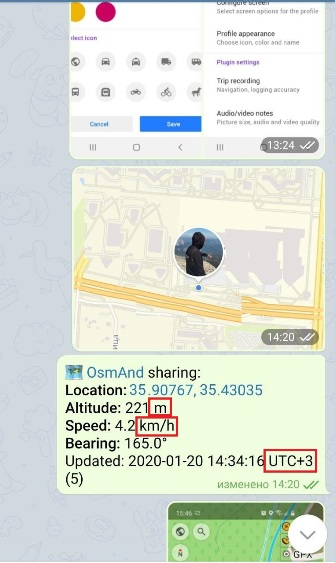 Configure screen
Select screen options for the profile
lect icon
Profile appearance
Choose icon, color and name
Plugin settings
Trip recording
Navigation, logging accuracy
Audio/video notes
Picture size, audio and video quality
Cancel
Save
13:24
ица
14:20
OsmAnd sharing:
Location: 35.90767, 35.43035
Altitude: 221 m
Speed: 4.2 km/h
Bearing: 165.0°
Updated: 2020-01-20 14:34:16 UTC+3
(5)
изменено 14:20
15:46
GPX